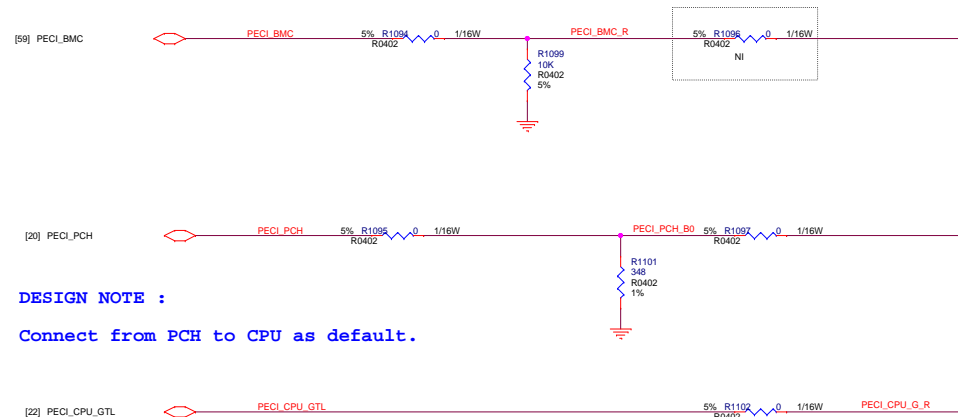 [59] PECI_BMC
PECI_BMC
5% R1094 0 1/16W
R0402
PECI_BMC_R
5% R1096 0 1/16W
R0402
NI
R1099
10K
R0402
5%
[20] PECI_PCH
PECI_PCH
5% R1095 0 1/16W
R0402
PECI_PCH_B0
5% R1097 0 1/16W
R0402
R1101
348
R0402
1%
DESIGN NOTE :
Connect from PCH to CPU as default.
[22] PECI_CPU_GTL
PECI_CPU_GTL
5% R1102 0 1/16W
R0402
PECI_CPU_G_R